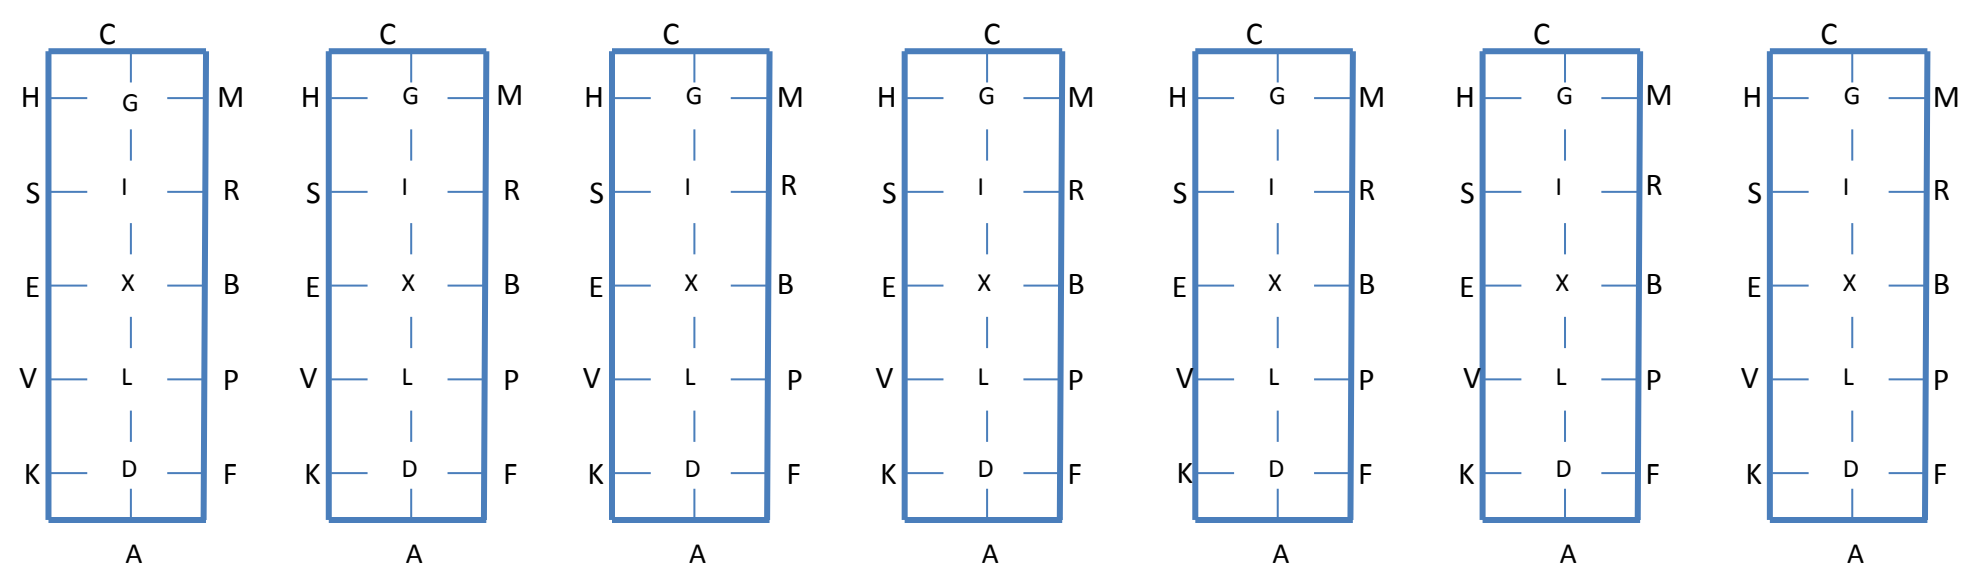 C C C C C C C
H G M H G M H G M H G M H G M H G M H G M
S I R S I R S I R S I R S I R S I R S I R
E X B E X B E X B E X B E X B E X B E X B
V L P V L P V L P V L P V L P V L P V L P
K D F K D F K D F K D F K D F K D F K D F
A A A A A A A